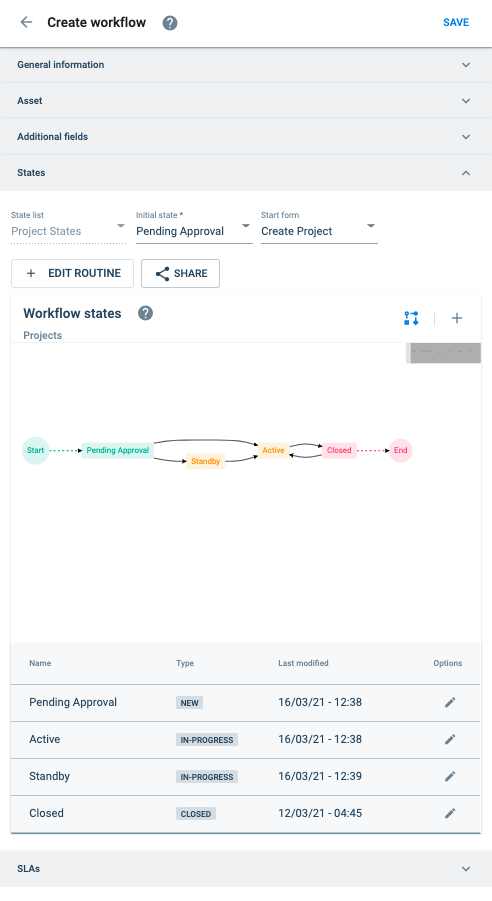 Create workflow ?
SAVE
General information
Asset
Additional fields
States
State list Initial state * Start form
Project States Pending Approval Create Project
+ EDIT ROUTINE SHARE
Workflow states ?
Projects
Start Pending Approval Standby Active Closed End
Name Type Last modified Options
Pending Approval NEW 16/03/21 - 12:38
Active IN-PROGRESS 16/03/21 - 12:38
Standby IN-PROGRESS 16/03/21 - 12:39
Closed CLOSED 12/03/21 - 04:45
SLAs